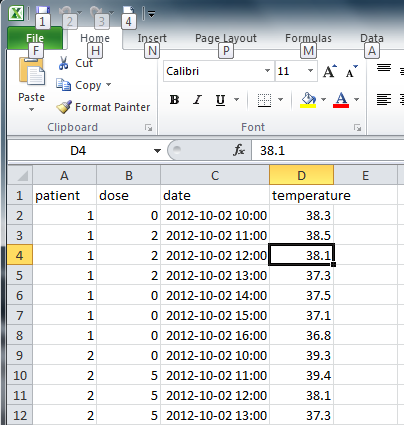 1 2 3 4
File Home Insert Page Layout Formulas Data
F H N P M A
Cut
Copy
Format Painter
Paste
Clipboard
Calibri 11 A A
B I U A
Font
D4 fx 38.1
A B C D E
1 patient dose date temperature
2 1 0 2012-10-02 10:00 38.3
3 1 2 2012-10-02 11:00 38.5
4 1 2 2012-10-02 12:00 38.1
5 1 2 2012-10-02 13:00 37.3
6 1 0 2012-10-02 14:00 37.5
7 1 0 2012-10-02 15:00 37.1
8 1 0 2012-10-02 16:00 36.8
9 2 0 2012-10-02 10:00 39.3
10 2 5 2012-10-02 11:00 39.4
11 2 5 2012-10-02 12:00 38.1
12 2 5 2012-10-02 13:00 37.3